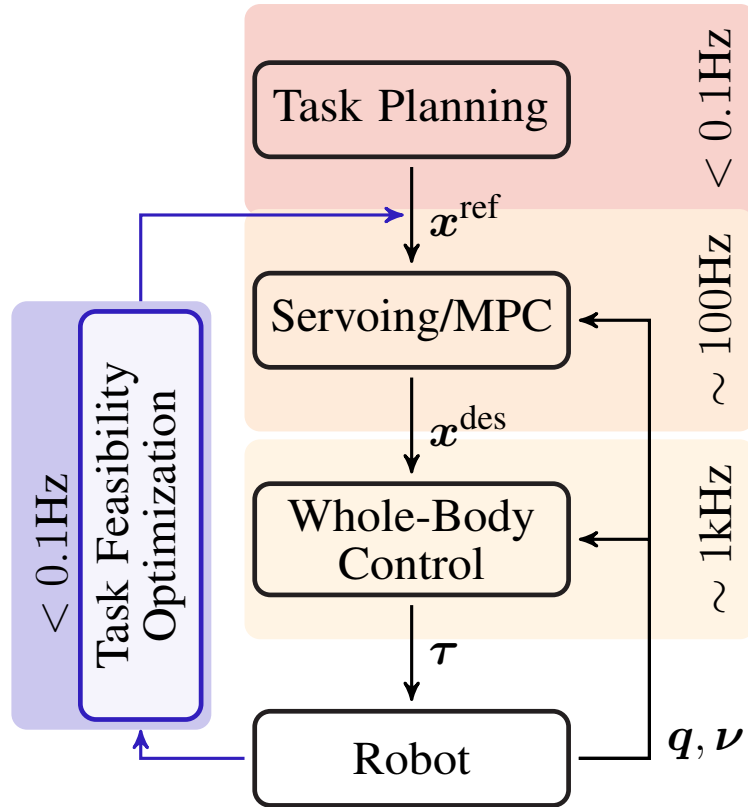 Task Planning
< 0.1Hz
x^ref
Servoing/MPC
~ 100Hz
x^des
Whole-Body
Control
~ 1kHz
τ
Robot
q, ν
< 0.1Hz
Task Feasibility
Optimization